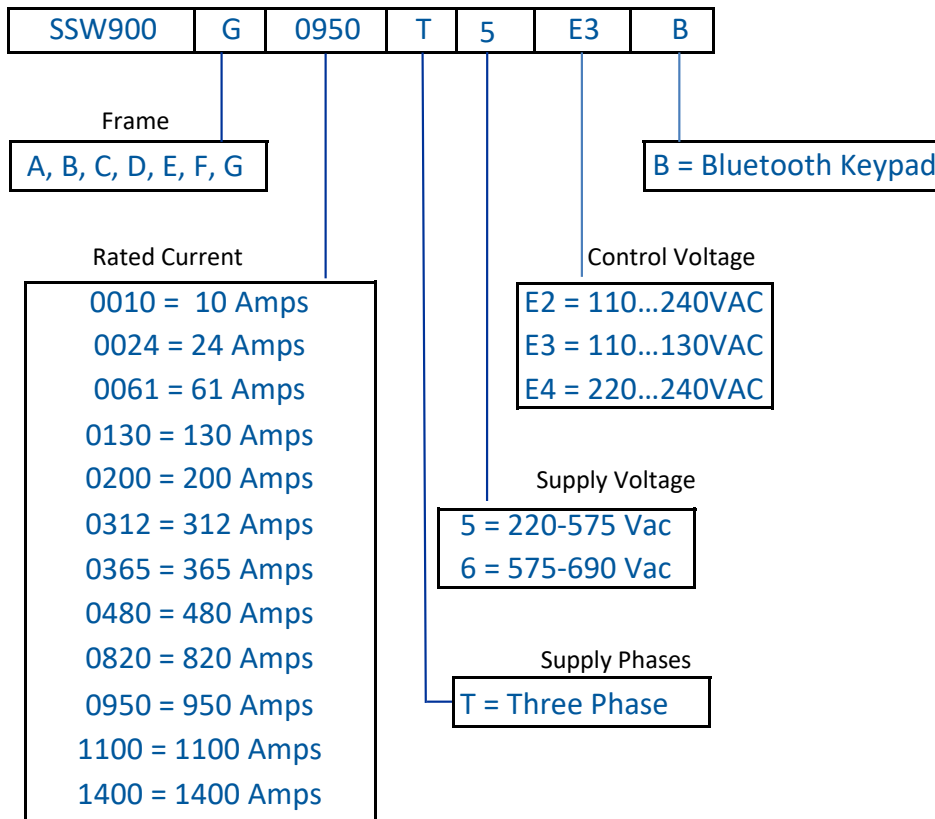 SSW900 G 0950 T 5 E3 B
Frame
A, B, C, D, E, F, G
B = Bluetooth Keypad
Rated Current
0010 = 10 Amps
0024 = 24 Amps
0061 = 61 Amps
0130 = 130 Amps
0200 = 200 Amps
0312 = 312 Amps
0365 = 365 Amps
0480 = 480 Amps
0820 = 820 Amps
0950 = 950 Amps
1100 = 1100 Amps
1400 = 1400 Amps
Control Voltage
E2 = 110...240VAC
E3 = 110...130VAC
E4 = 220...240VAC
Supply Voltage
5 = 220-575 Vac
6 = 575-690 Vac
Supply Phases
T = Three Phase